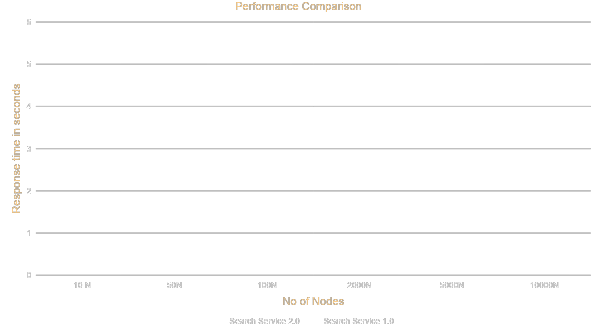 Performance Comparison
6
5
4
3
2
1
0
Response time in seconds
10 M 50M 100M 2000M 5000M 10000M
No of Nodes
Search Service 2.0 Search Service 1.0